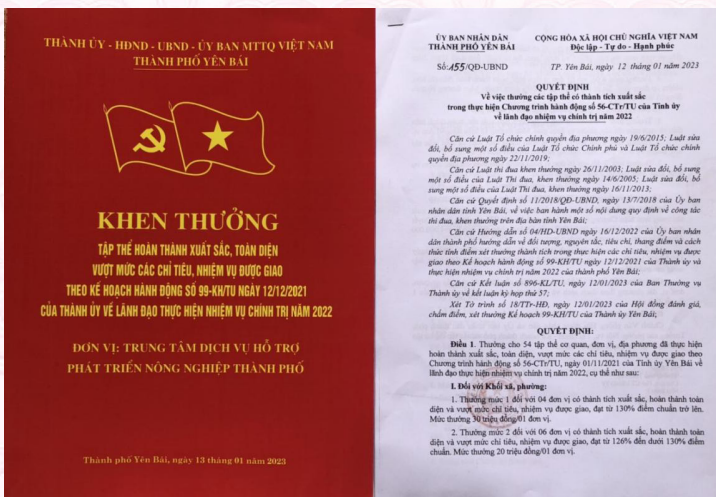 THÀNH ỦY - HĐND - UBND - ỦY BAN MTTQ VIỆT NAM
THÀNH PHỐ YÊN BÁI
KHEN THƯỞNG
TẬP THỂ HOÀN THÀNH XUẤT SẮC, TOÀN DIỆN
VƯỢT MỨC CÁC CHỈ TIÊU, NHIỆM VỤ ĐƯỢC GIAO
THEO KẾ HOẠCH HÀNH ĐỘNG SỐ 99-KH/TU NGÀY 12/12/2021
CỦA THÀNH ỦY VỀ LÃNH ĐẠO THỰC HIỆN NHIỆM VỤ CHÍNH TRỊ NĂM 2022
ĐƠN VỊ: TRUNG TÂM DỊCH VỤ HỖ TRỢ
PHÁT TRIỂN NÔNG NGHIỆP THÀNH PHỐ
Thành phố Yên Bái, ngày 13 tháng 01 năm 2023
ỦY BAN NHÂN DÂN
THÀNH PHỐ YÊN BÁI
CỘNG HÒA XÃ HỘI CHỦ NGHĨA VIỆT NAM
Độc lập - Tự do - Hạnh phúc
Số:155/QĐ-UBND
TP. Yên Bái, ngày 12 tháng 01 năm 2023
QUYẾT ĐỊNH
Về việc thưởng các tập thể có thành tích xuất sắc
trong thực hiện Chương trình hành động số 56-CTr/TU của Tỉnh ủy
về lãnh đạo nhiệm vụ chính trị năm 2022
Căn cứ Luật Tổ chức chính quyền địa phương ngày 19/6/2015; Luật sửa
đổi, bổ sung một số điều của Luật Tổ chức Chính phủ và Luật Tổ chức chính
quyền địa phương ngày 22/11/2019;
Căn cứ Luật thi đua khen thưởng ngày 26/11/2003; Luật sửa đổi, bổ sung
một số điều của Luật Thi đua, khen thưởng ngày 14/6/2005; Luật sửa đổi, bổ
sung một số điều của Luật Thi đua, khen thưởng ngày 16/11/2013;
Căn cứ Quyết định số 11/2018/QĐ-UBND, ngày 13/7/2018 của Ủy ban
nhân dân tỉnh Yên Bái, về việc ban hành một số nội dung quy định về công tác
thi đua, khen thưởng trên địa bàn tỉnh Yên Bái;
Căn cứ Hướng dẫn số 04/HD-UBND ngày 16/12/2022 của Ủy ban nhân
dân thành phố hướng dẫn về đối tượng, nguyên tắc, tiêu chí, thang điểm và cách
thức tính điểm xét thưởng thành tích trong thực hiện các chỉ tiêu, nhiệm vụ được
giao theo Kế hoạch hành động số 99-KH/TU ngày 12/12/2021 của Thành ủy và
thực hiện nhiệm vụ chính trị năm 2022 của thành phố Yên Bái;
Căn cứ Kết luận số 896-KL/TU, ngày 12/01/2023 của Ban Thường vụ
Thành ủy về kết luận kỳ họp thứ 57;
Xét Tờ trình số 18/TTr-HĐ, ngày 12/01/2023 của Hội đồng đánh giá,
chấm điểm, xét thưởng Kế hoạch 99-KH/TU của Thành ủy;
QUYẾT ĐỊNH:
Điều 1. Thưởng cho 54 tập thể cơ quan, đơn vị, địa phương đã thực hiện
hoàn thành xuất sắc, toàn diện, vượt mức các chỉ tiêu, nhiệm vụ được giao theo
Chương trình hành động số 56-CTr/TU, ngày 01/11/2021 của Tỉnh ủy Yên Bái về
lãnh đạo thực hiện nhiệm vụ chính trị năm 2022, cụ thể như sau:
I. Đối với Khối xã, phường:
1. Thưởng mức 1 đối với 04 đơn vị có thành tích xuất sắc, hoàn thành toàn
diện và vượt mức chỉ tiêu, nhiệm vụ được giao, đạt từ 130% điểm chuẩn trở lên.
Mức thưởng 30 triệu đồng/01 đơn vị.
2. Thưởng mức 2 đối với 06 đơn vị có thành tích xuất sắc, hoàn thành toàn
diện và vượt mức chỉ tiêu, nhiệm vụ được giao, đạt từ 126% đến dưới 130% điểm
chuẩn. Mức thưởng 20 triệu đồng/01 đơn vị.